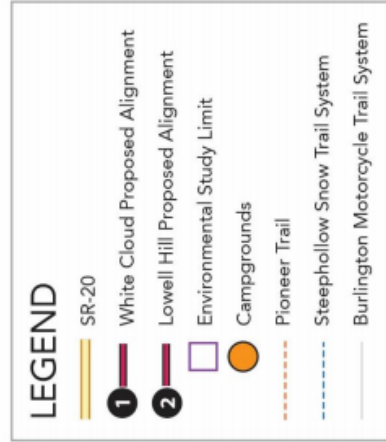 LEGEND
SR-20
1 White Cloud Proposed Alignment
2 Lowell Hill Proposed Alignment
Environmental Study Limit
Campgrounds
Pioneer Trail
Steephollow Snow Trail System
Burlington Motorcycle Trail System